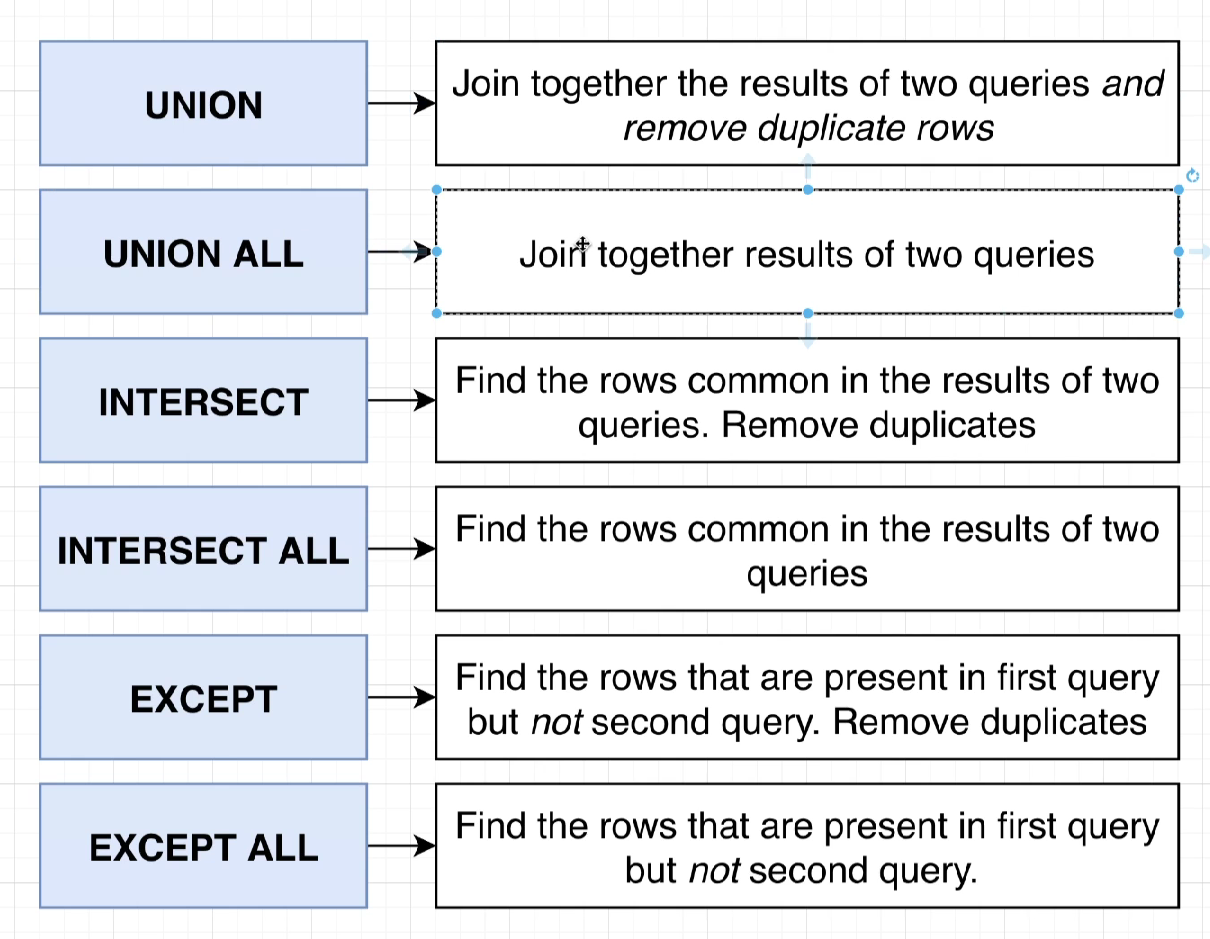 UNION
Join together the results of two queries and
remove duplicate rows
UNION ALL
Join together results of two queries
INTERSECT
Find the rows common in the results of two
queries. Remove duplicates
INTERSECT ALL
Find the rows common in the results of two
queries
EXCEPT
Find the rows that are present in first query
but not second query. Remove duplicates
EXCEPT ALL
Find the rows that are present in first query
but not second query.